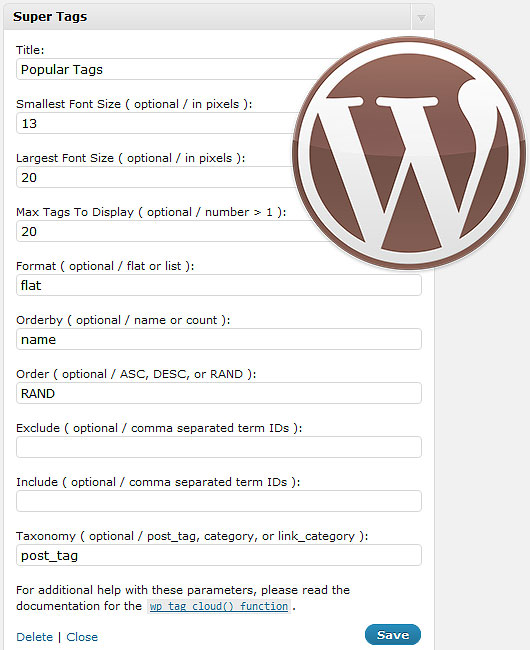 Super Tags
Title:
Popular Tags
Smallest Font Size ( optional / in pixels ):
13
Largest Font Size ( optional / in pixels ):
20
Max Tags To Display ( optional / number > 1 ):
20
Format ( optional / flat or list ):
flat
Orderby ( optional / name or count ):
name
Order ( optional / ASC, DESC, or RAND ):
RAND
Exclude ( optional / comma separated term IDs ):
Include ( optional / comma separated term IDs ):
Taxonomy ( optional / post_tag, category, or link_category ):
post_tag
For additional help with these parameters, please read the
documentation for the wp_tag_cloud() function .
Delete | Close
Save
W